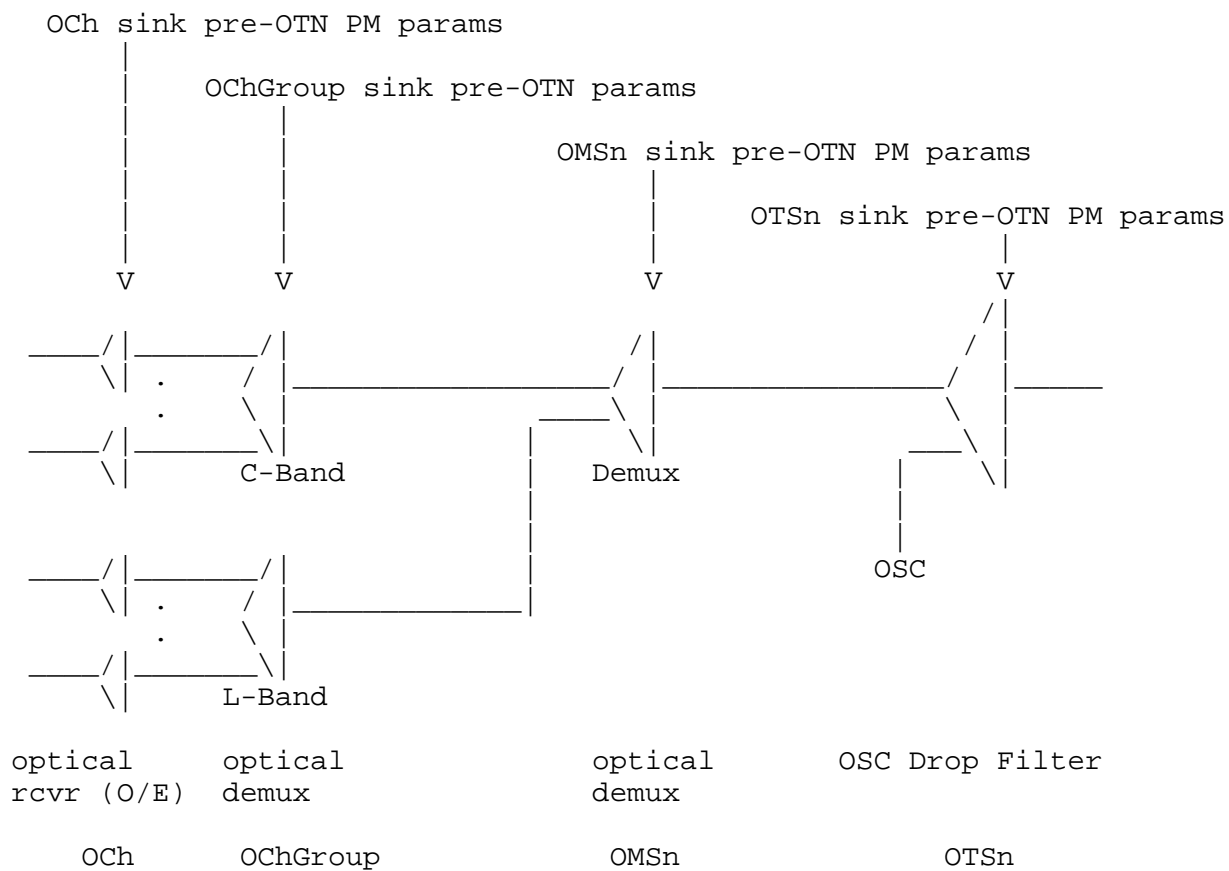 OCh sink pre-OTN PM params
OChGroup sink pre-OTN params
OMSn sink pre-OTN PM params
OTSn sink pre-OTN PM params
V V V V
C-Band Demux
OSC
L-Band
optical optical optical OSC Drop Filter
rcvr (O/E) demux demux
OCh OChGroup OMSn OTSn